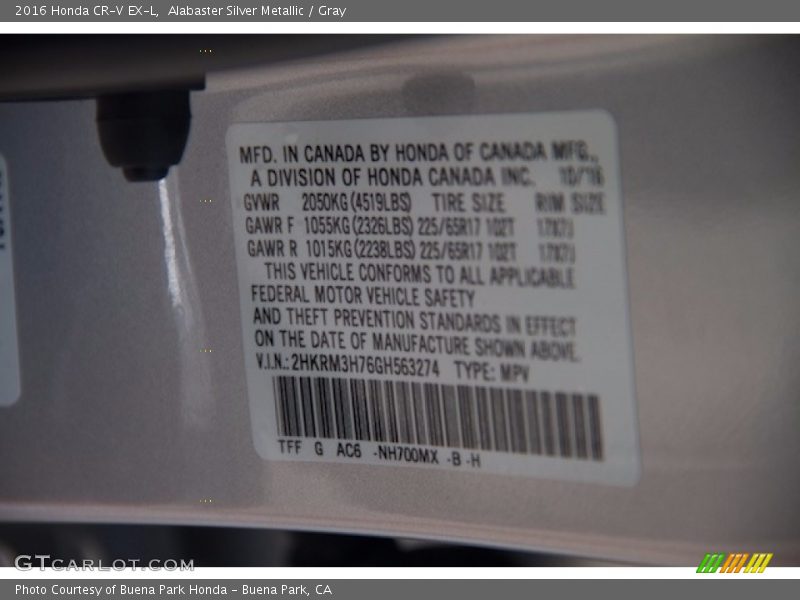 2016 Honda CR-V EX-L,  Alabaster Silver Metallic / Gray
MFD. IN CANADA BY HONDA OF CANADA MFG.,
A DIVISION OF HONDA CANADA INC. 10/16
GVWR 2050KG(4519LBS) TIRE SIZE RIM SIZE
GAWR F 1055KG(2326LBS) 225/65R17 102T 17X7J
GAWR R 1015KG(2238LBS) 225/65R17 102T 17X7J
THIS VEHICLE CONFORMS TO ALL APPLICABLE
FEDERAL MOTOR VEHICLE SAFETY
AND THEFT PREVENTION STANDARDS IN EFFECT
ON THE DATE OF MANUFACTURE SHOWN ABOVE.
V.I.N.: 2HKRM3H76GH563274 TYPE: MPV
TFF G AC6 -NH700MX -B -H
GTCARLOT.COM
Photo Courtesy of Buena Park Honda - Buena Park, CA